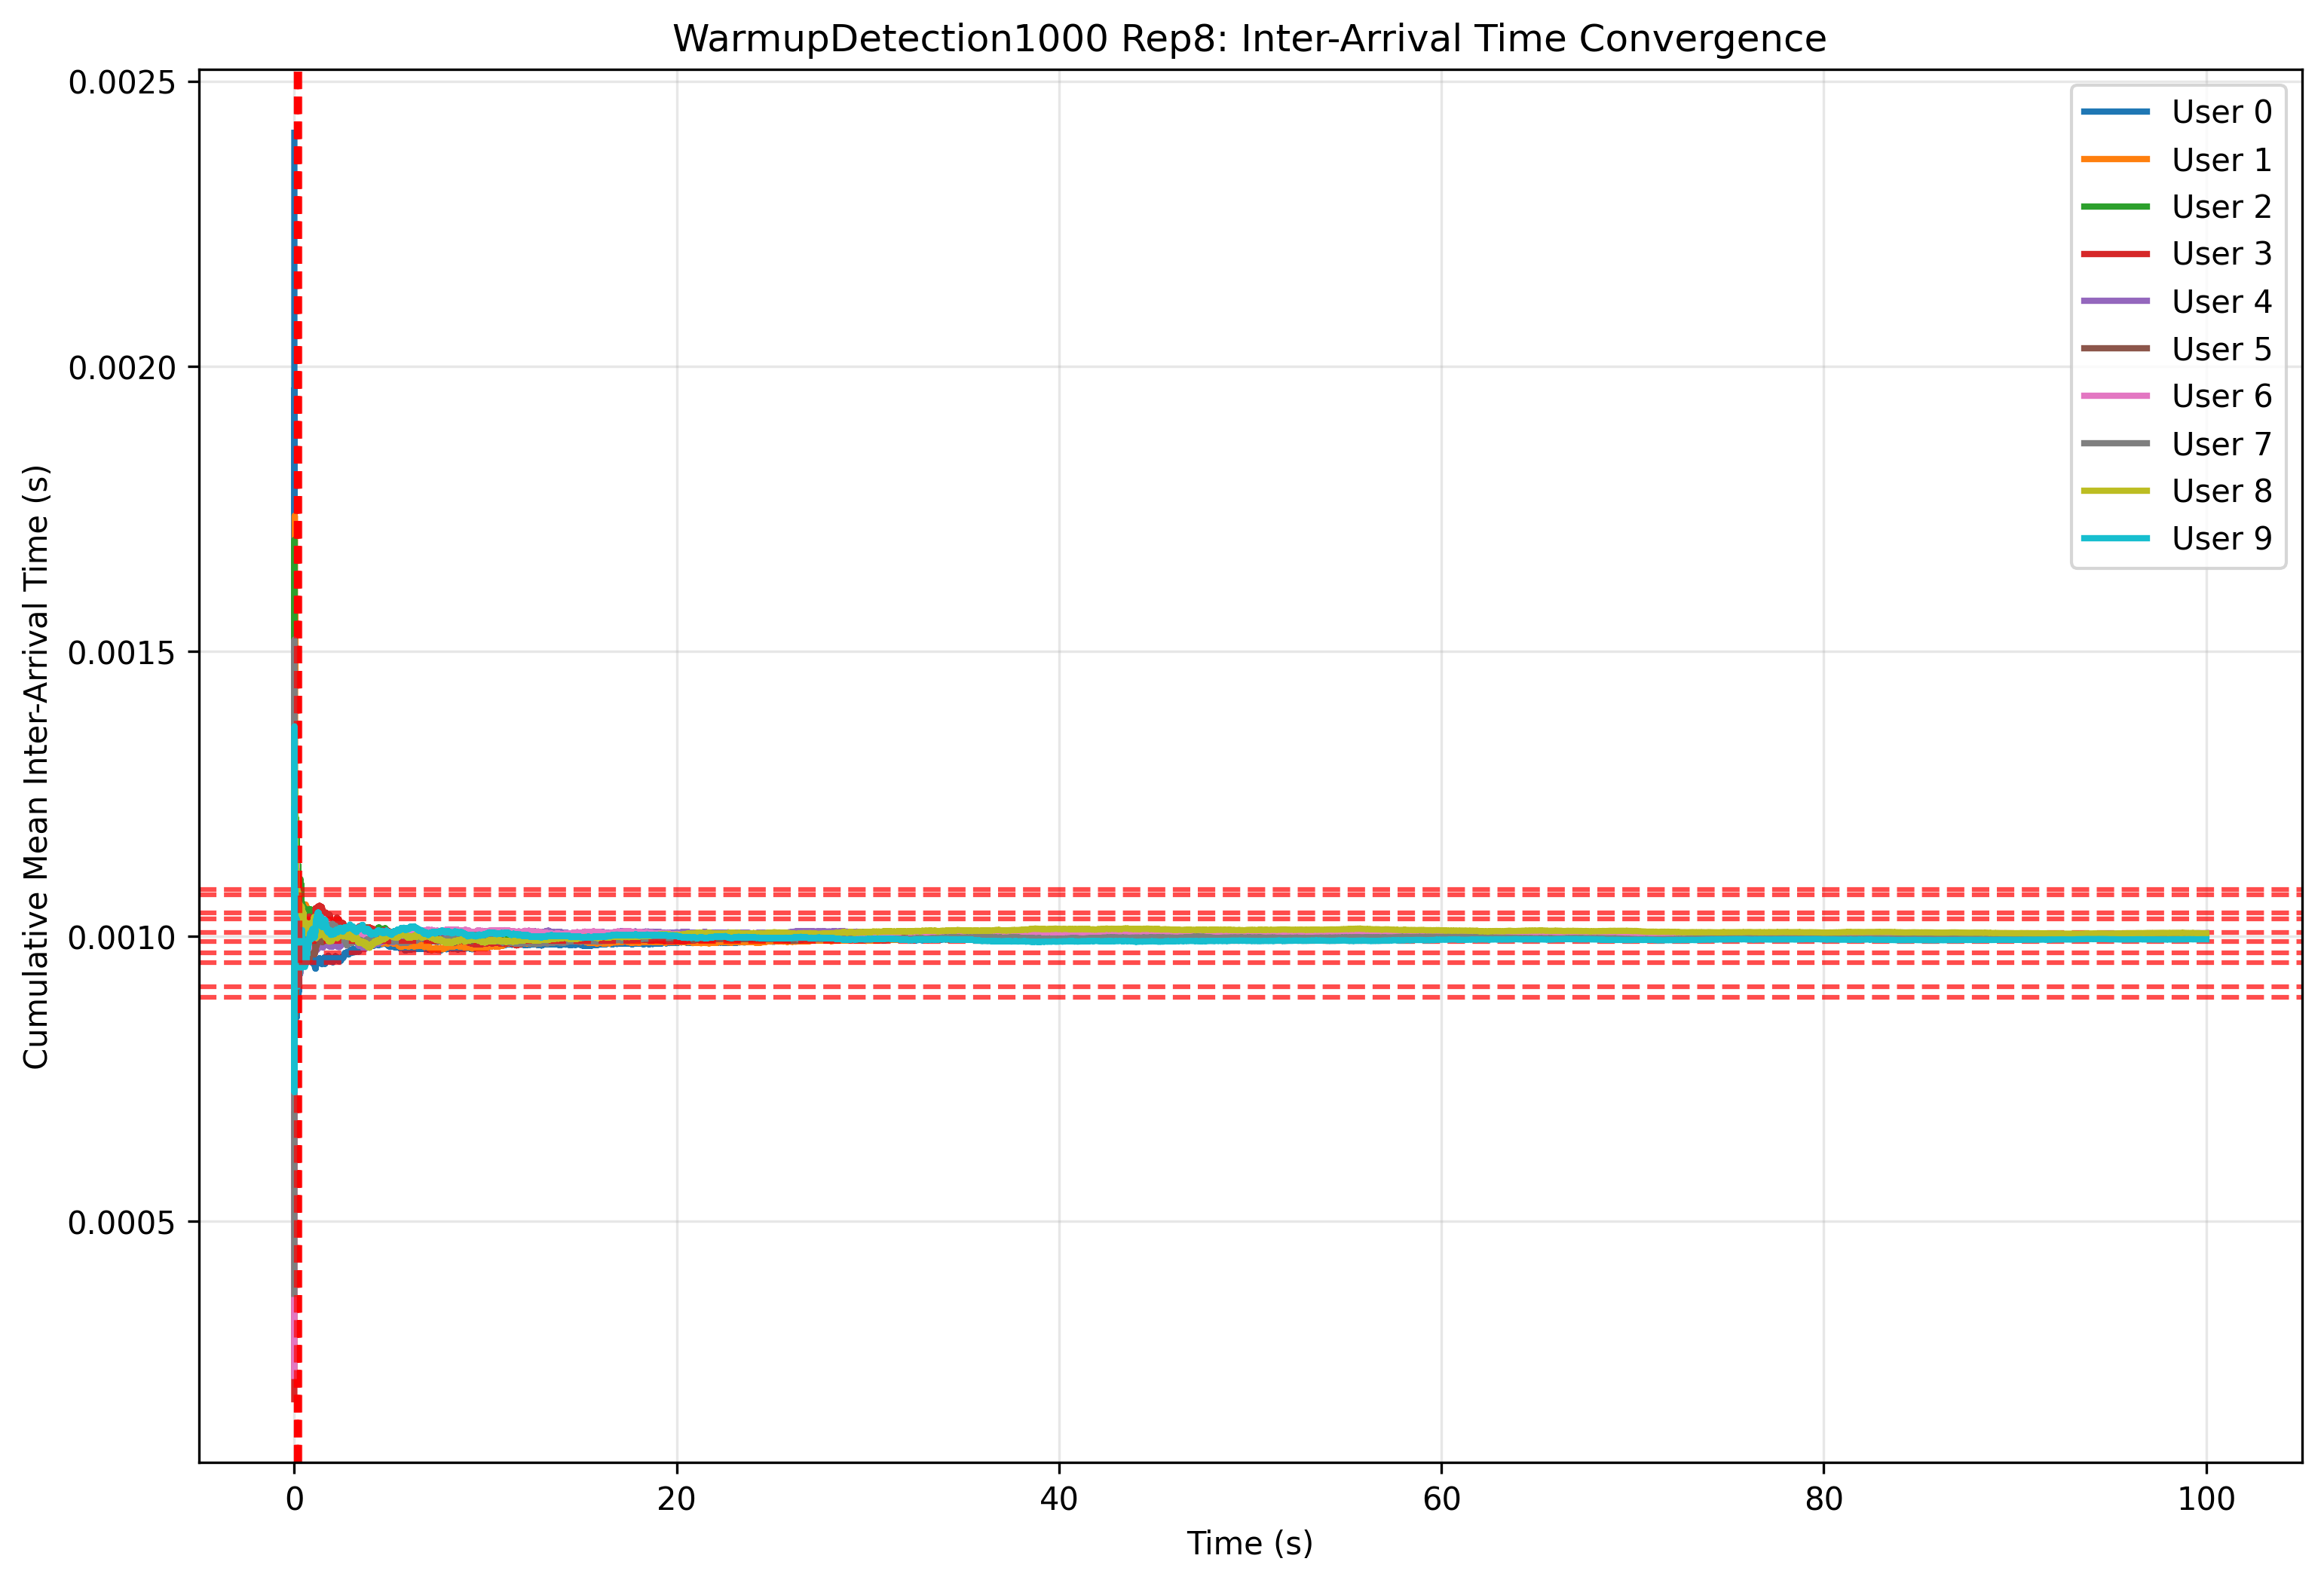 WarmupDetection1000 Rep8: Inter-Arrival Time Convergence
0.0025
0.0020
0.0015
0.0010
0.0005
Cumulative Mean Inter-Arrival Time (s)
User 0
User 1
User 2
User 3
User 4
User 5
User 6
User 7
User 8
User 9
0
20
40
60
80
100
Time (s)